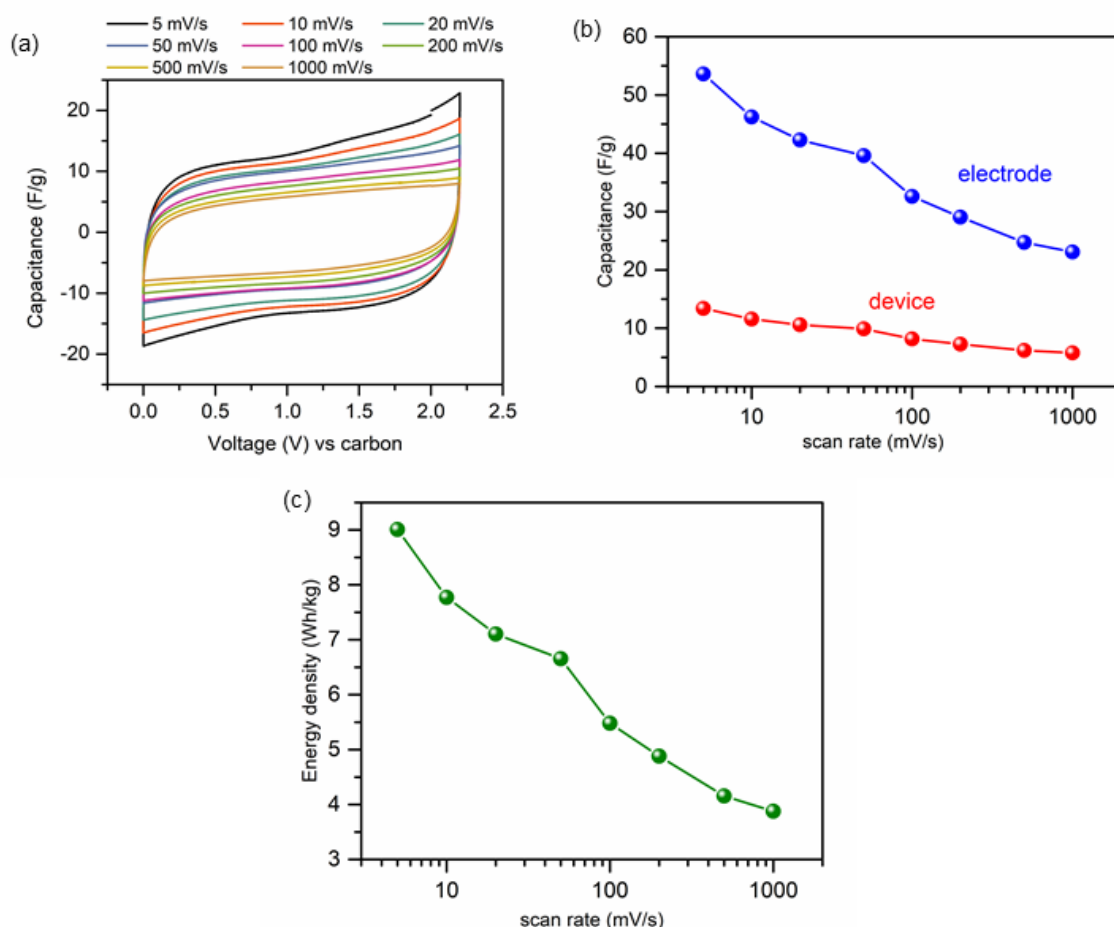 (a)
5 mV/s 10 mV/s 20 mV/s
50 mV/s 100 mV/s 200 mV/s
500 mV/s 1000 mV/s
20
10
0
-10
-20
Capacitance (F/g)
0.0 0.5 1.0 1.5 2.0 2.5
Voltage (V) vs carbon
(b)
60
50
40
30
20
10
0
Capacitance (F/g)
electrode
device
10 100 1000
scan rate (mV/s)
(c)
9
8
7
6
5
4
3
Energy density (Wh/kg)
10 100 1000
scan rate (mV/s)